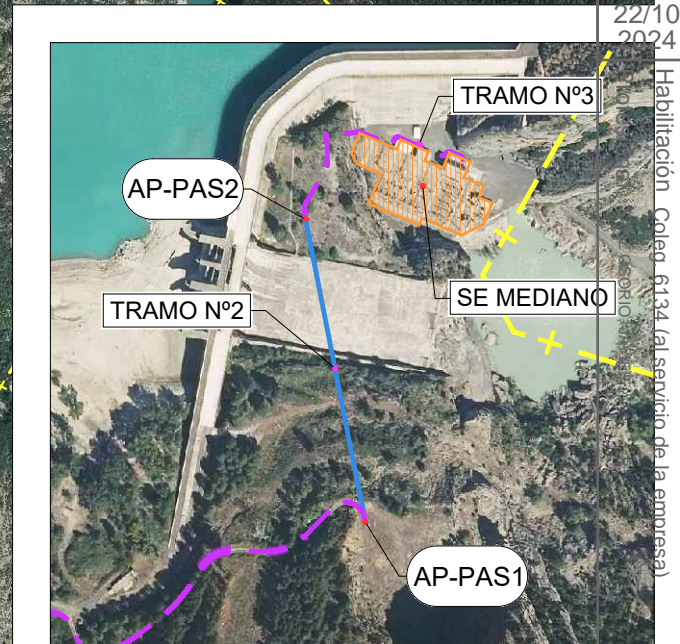 22/10
2024
TRAMO Nº3
AP-PAS2
SE MEDIANO
TRAMO Nº2
AP-PAS1
Habilitación Coleg. 6134 (al servicio de la empresa)